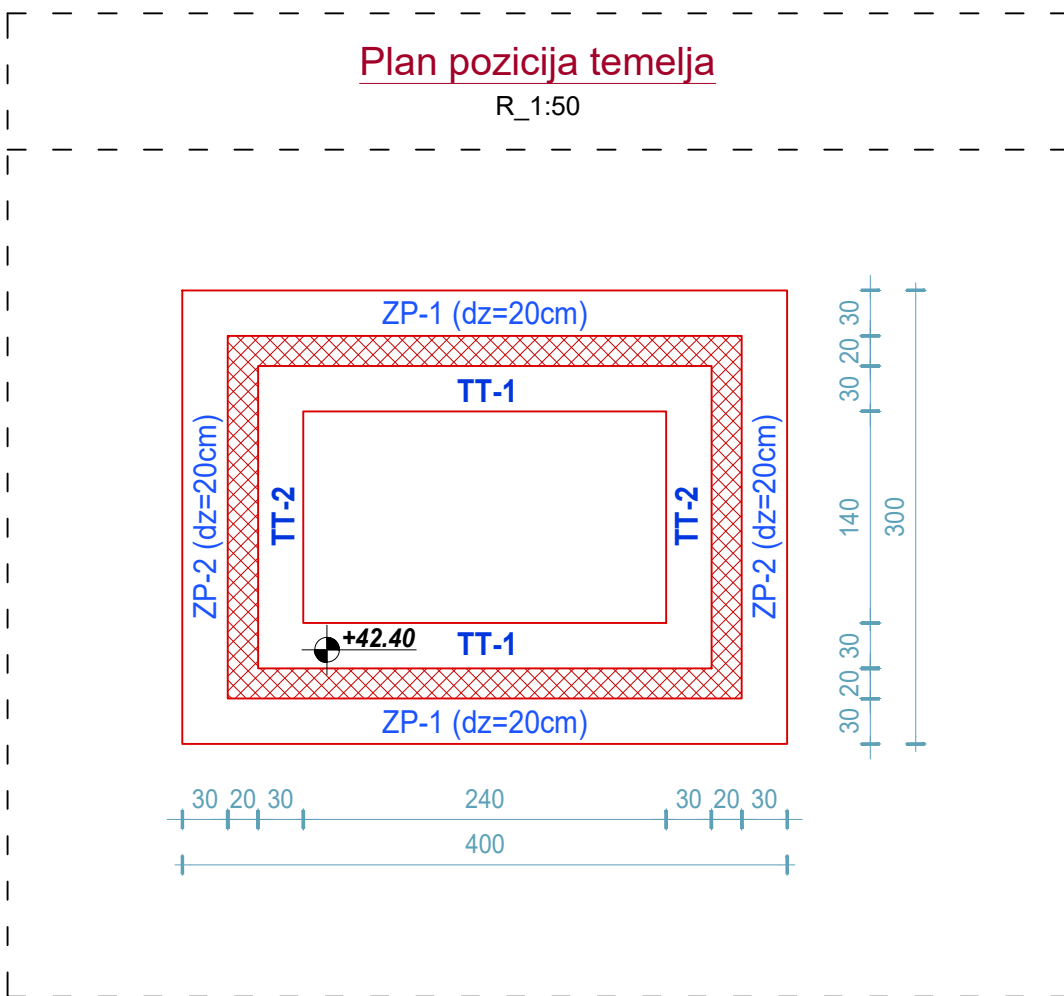 Plan pozicija temelja
R_1:50
ZP-1 (dz=20cm)
TT-1
ZP-2 (dz=20cm)
TT-2
TT-2
ZP-2 (dz=20cm)
+42.40
TT-1
ZP-1 (dz=20cm)
30
20
30
140
30
20
30
300
30 20 30 240 30 20 30
400